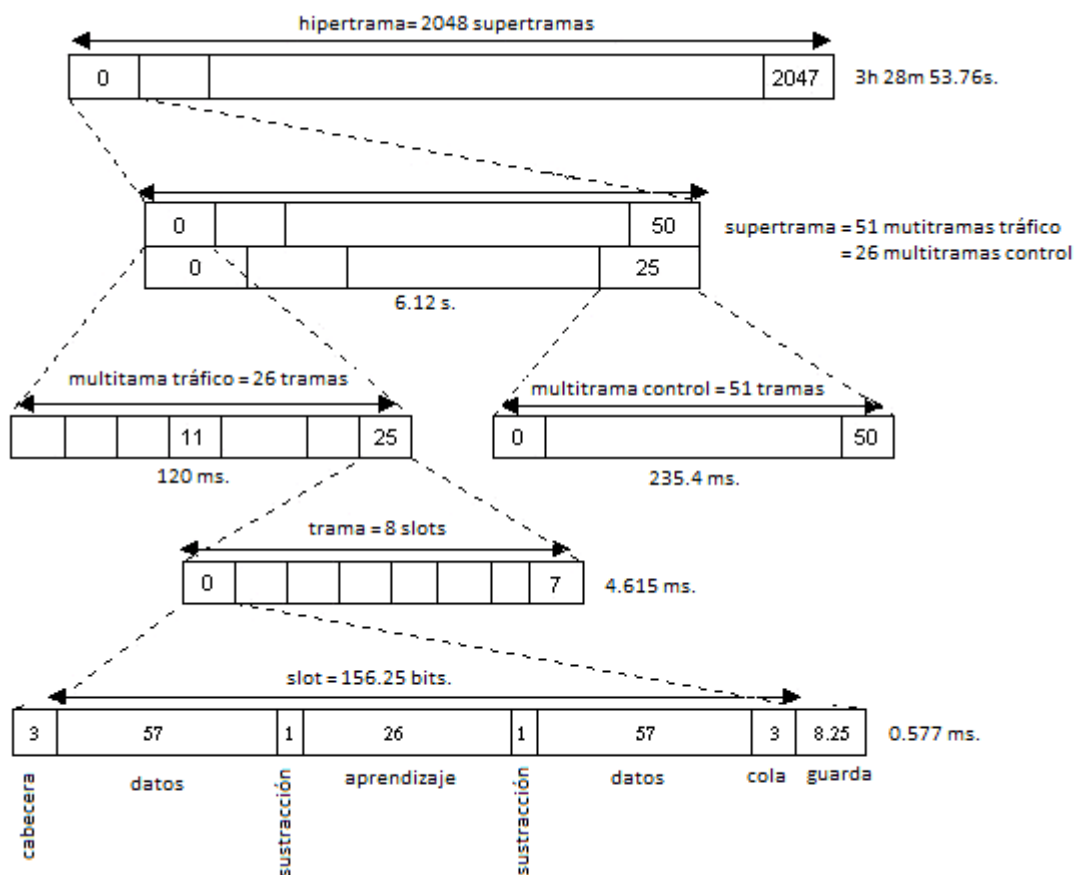 hipertrama= 2048 supertramas
0 2047 3h 28m 53.76s.
0 50 supertrama = 51 mutitramas tráfico
= 26 multitramas control
0 25
6.12 s.
multitama tráfico = 26 tramas
multitrama control = 51 tramas
11 25 0 50
120 ms. 235.4 ms.
trama = 8 slots
0 7 4.615 ms.
slot = 156.25 bits.
3 57 1 26 1 57 3 8.25 0.577 ms.
cabecera datos sustracción aprendizaje sustracción datos cola guarda